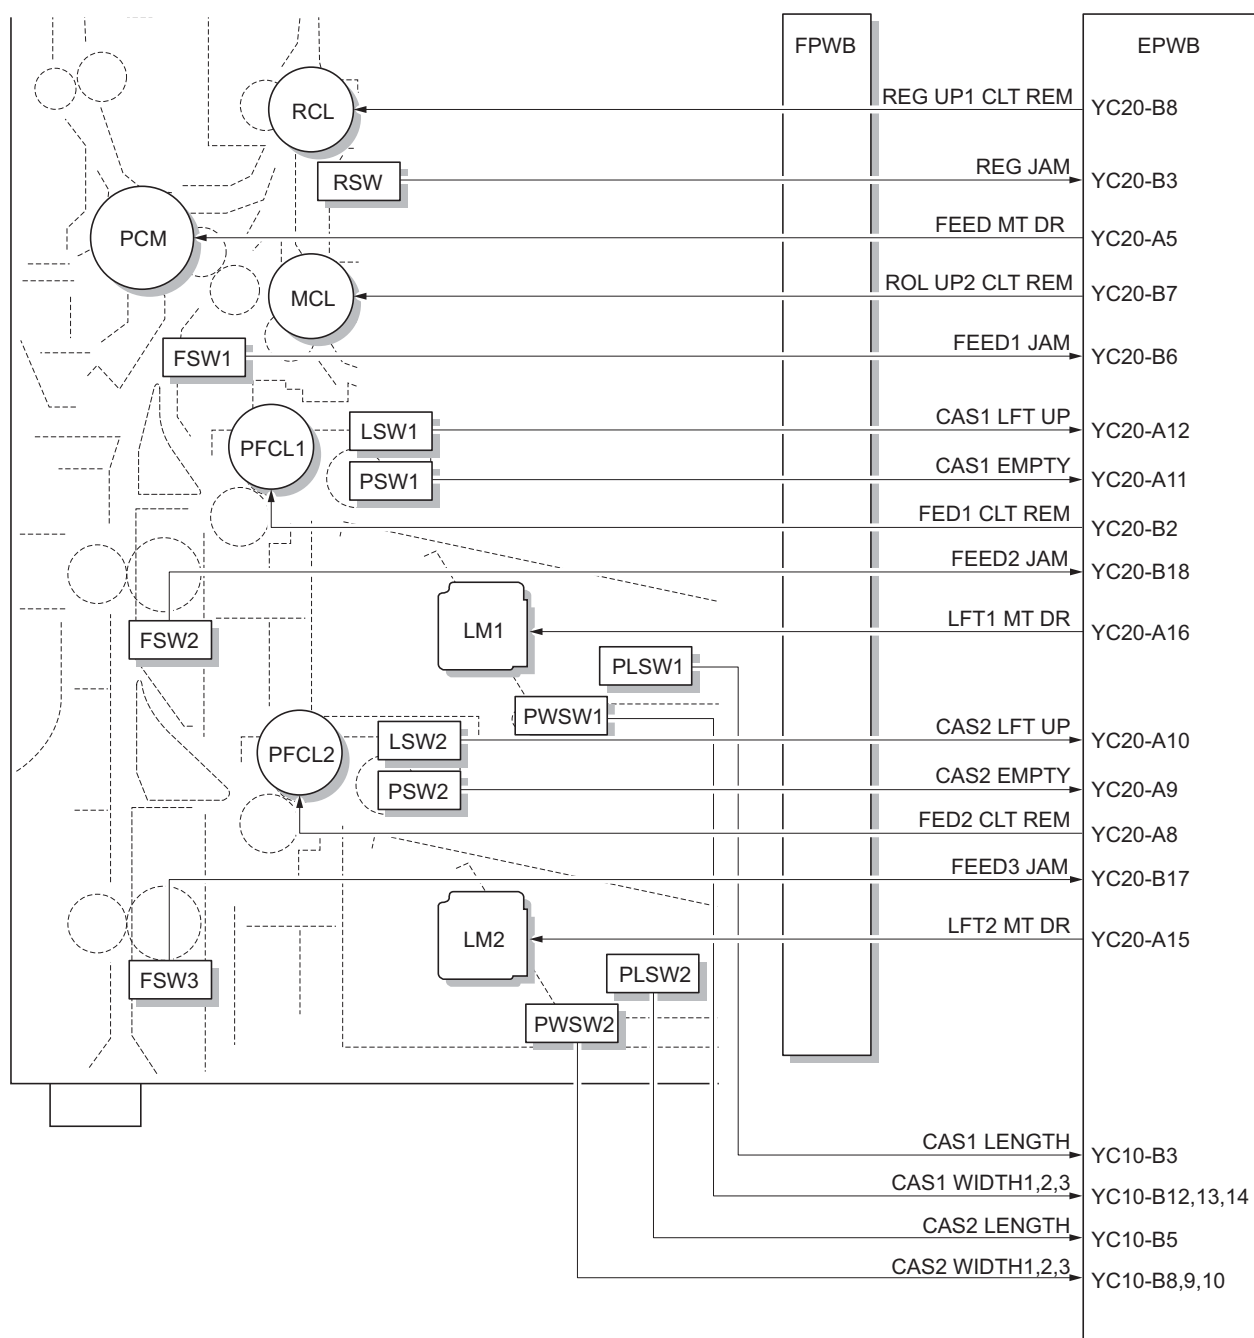 FPWB
EPWB
RCL
REG UP1 CLT REM
YC20-B8
RSW
REG JAM
YC20-B3
PCM
FEED MT DR
YC20-A5
MCL
ROL UP2 CLT REM
YC20-B7
FSW1
FEED1 JAM
YC20-B6
PFCL1
LSW1
CAS1 LFT UP
YC20-A12
PSW1
CAS1 EMPTY
YC20-A11
FED1 CLT REM
YC20-B2
FEED2 JAM
YC20-B18
FSW2
LM1
LFT1 MT DR
YC20-A16
PLSW1
PWSW1
PFCL2
LSW2
CAS2 LFT UP
YC20-A10
PSW2
CAS2 EMPTY
YC20-A9
FED2 CLT REM
YC20-A8
FEED3 JAM
YC20-B17
LM2
LFT2 MT DR
YC20-A15
FSW3
PLSW2
PWSW2
CAS1 LENGTH
YC10-B3
CAS1 WIDTH1,2,3
YC10-B12,13,14
CAS2 LENGTH
YC10-B5
CAS2 WIDTH1,2,3
YC10-B8,9,10